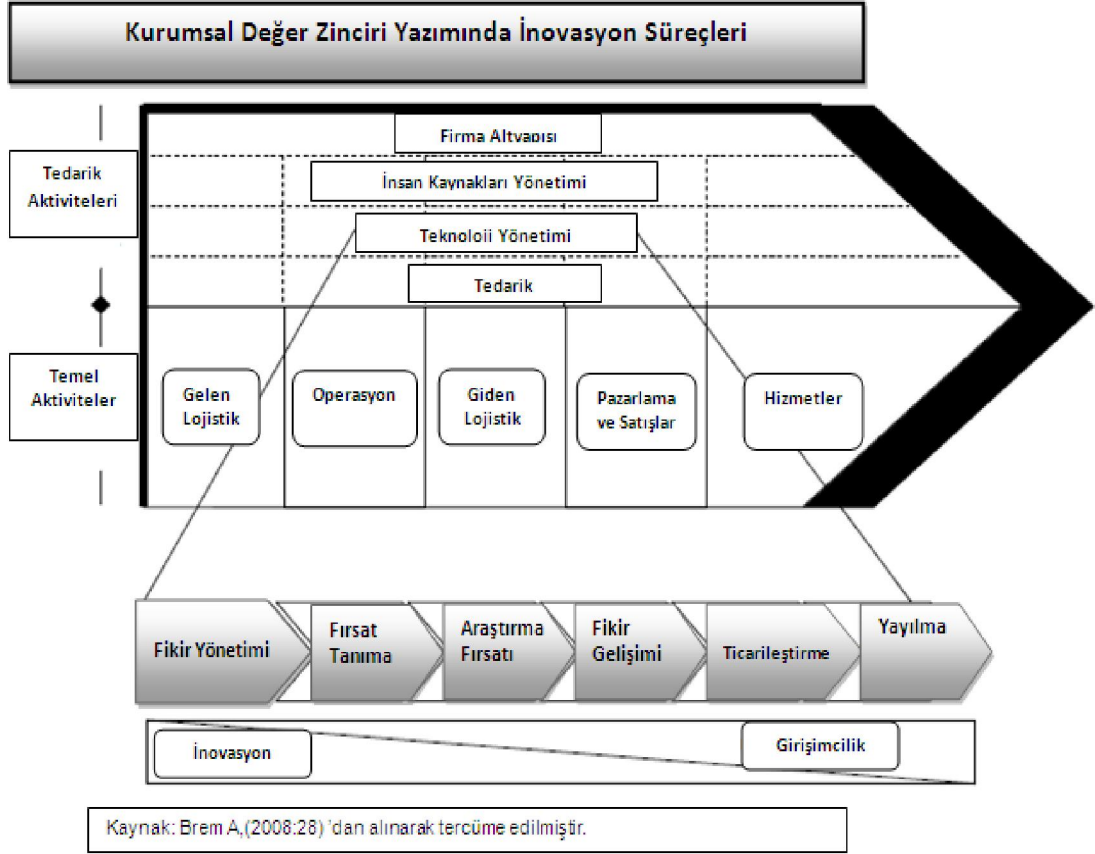 Kurumsal Değer Zinciri Yazımında İnovasyon Süreçleri
Firma Altyapısı
Tedarik
Aktiviteleri
İnsan Kaynakları Yönetimi
Teknoloji Yönetimi
Tedarik
Temel
Aktiviteler
Gelen
Lojistik
Operasyon
Giden
Lojistik
Pazarlama
ve Satışlar
Hizmetler
Fikir Yönetimi
Fırsat
Tanıma
Araştırma
Fırsatı
Fikir
Gelişimi
Ticarileştirme
Yayılma
İnovasyon
Girişimcilik
Kaynak: Brem A,(2008:28) 'dan alınarak tercüme edilmiştir.